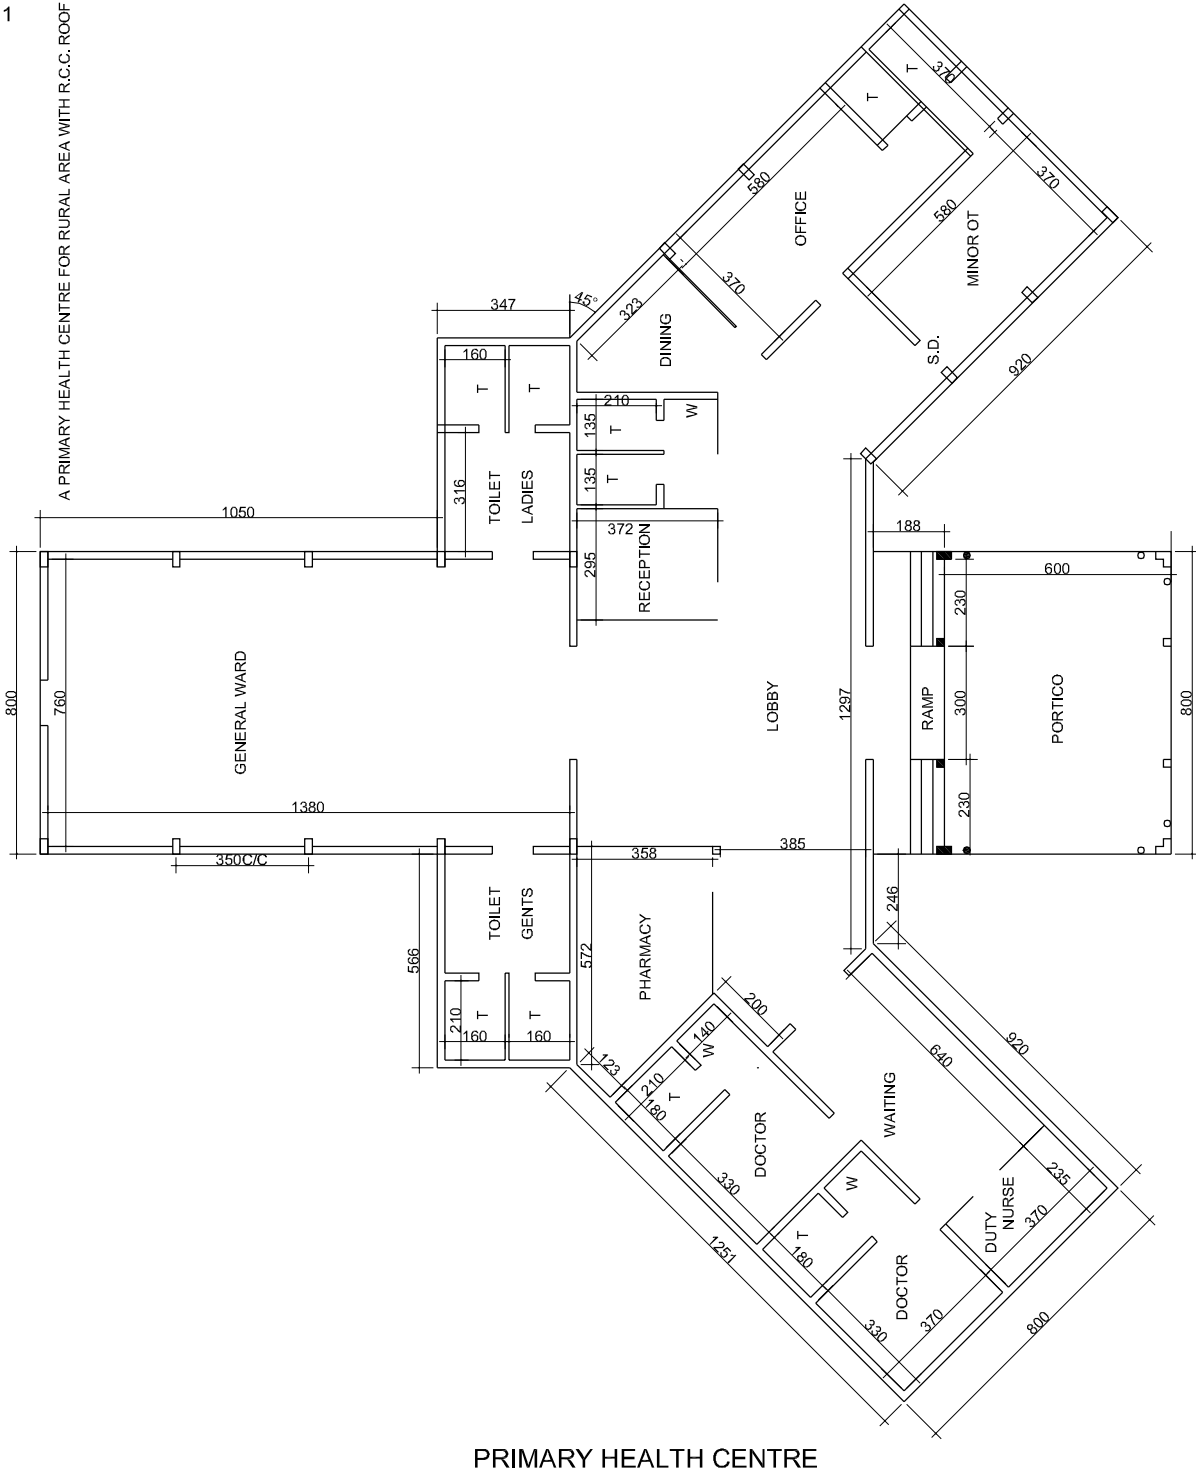 1
A PRIMARY HEALTH CENTRE FOR RURAL AREA WITH R.C.C. ROOF
370
T
T
580
370
OFFICE
580
MINOR OT
370
347
45°
323
DINING
S.D.
920
160
T
T
210
W
135
T
316
TOILET
LADIES
135
T
1050
372
188
295
RECEPTION
600
230
800
760
GENERAL WARD
LOBBY
1297
RAMP
300
PORTICO
800
1380
230
350C/C
358
385
246
TOILET
GENTS
566
572
PHARMACY
210
T
T
160
160
200
140
W
123
210
T
180
920
640
DOCTOR
WAITING
330
W
235
DUTY
NURSE
370
T
180
1251
DOCTOR
370
330
800
PRIMARY HEALTH CENTRE